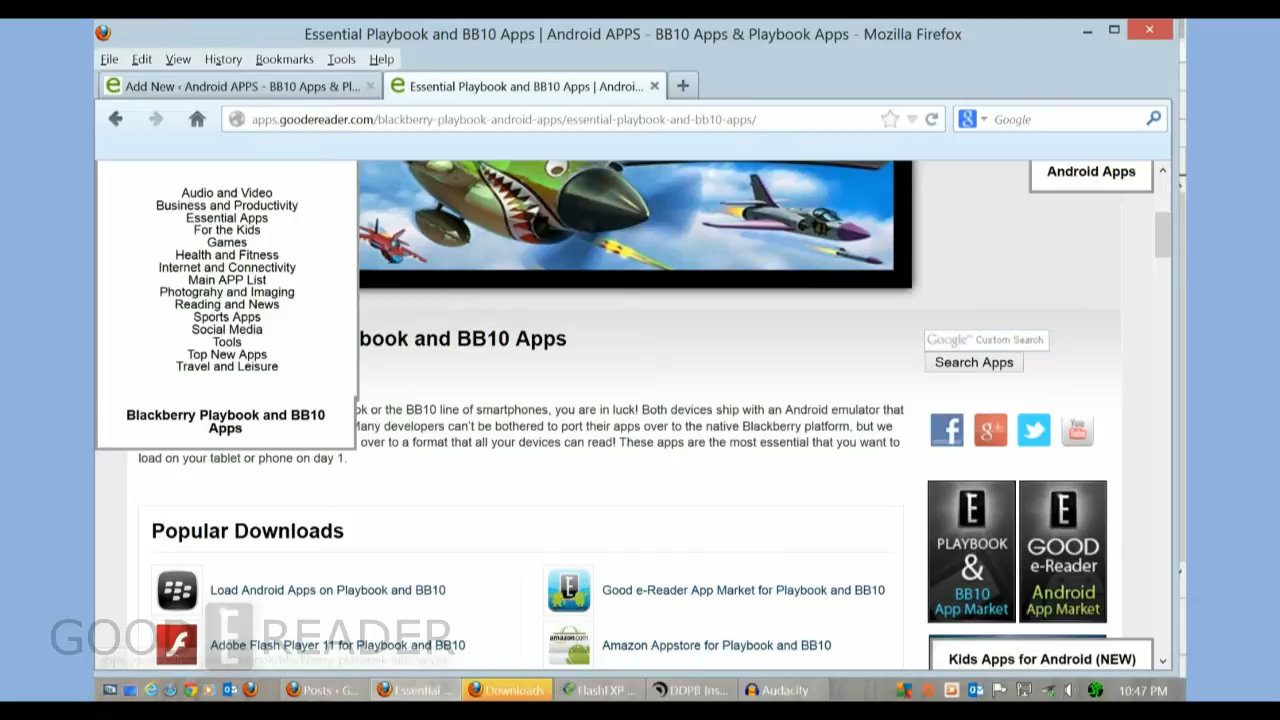 Essential Playbook and BB10 Apps | Android APPS - BB10 Apps & Playbook Apps - Mozilla Firefox
File Edit View History Bookmarks Tools Help
Add New ‹ Android APPS - BB10 Apps & Pl...
Essential Playbook and BB10 Apps | Androi...
apps.goodereader.com/blackberry-playbook-android-apps/essential-playbook-and-bb10-apps/
Google
Android Apps
Audio and Video
Business and Productivity
Essential Apps
For the Kids
Games
Health and Fitness
Internet and Connectivity
Main APP List
Photograhy and Imaging
Reading and News
Sports Apps
Social Media
Tools
Top New Apps
Travel and Leisure
Blackberry Playbook and BB10
Apps
book and BB10 Apps
Google Custom Search
Search Apps
ok or the BB10 line of smartphones, you are in luck! Both devices ship with an Android emulator that
Many developers can't be bothered to port their apps over to the native Blackberry platform, but we
over to a format that all your devices can read! These apps are the most essential that you want to
load on your tablet or phone on day 1.
You
Tube
Popular Downloads
Load Android Apps on Playbook and BB10
Good e-Reader App Market for Playbook and BB10
Adobe Flash Player 11 for Playbook and BB10
amazon.com
Amazon Appstore for Playbook and BB10
E
PLAYBOOK
&
BB10
App Market
E
GOOD
e-Reader
Android
App Market
Kids Apps for Android (NEW)
GOOD E READER
Posts ‹ G...
Essential ...
Downloads
FlashFXP ...
DDPB Ins...
Audacity
10:47 PM